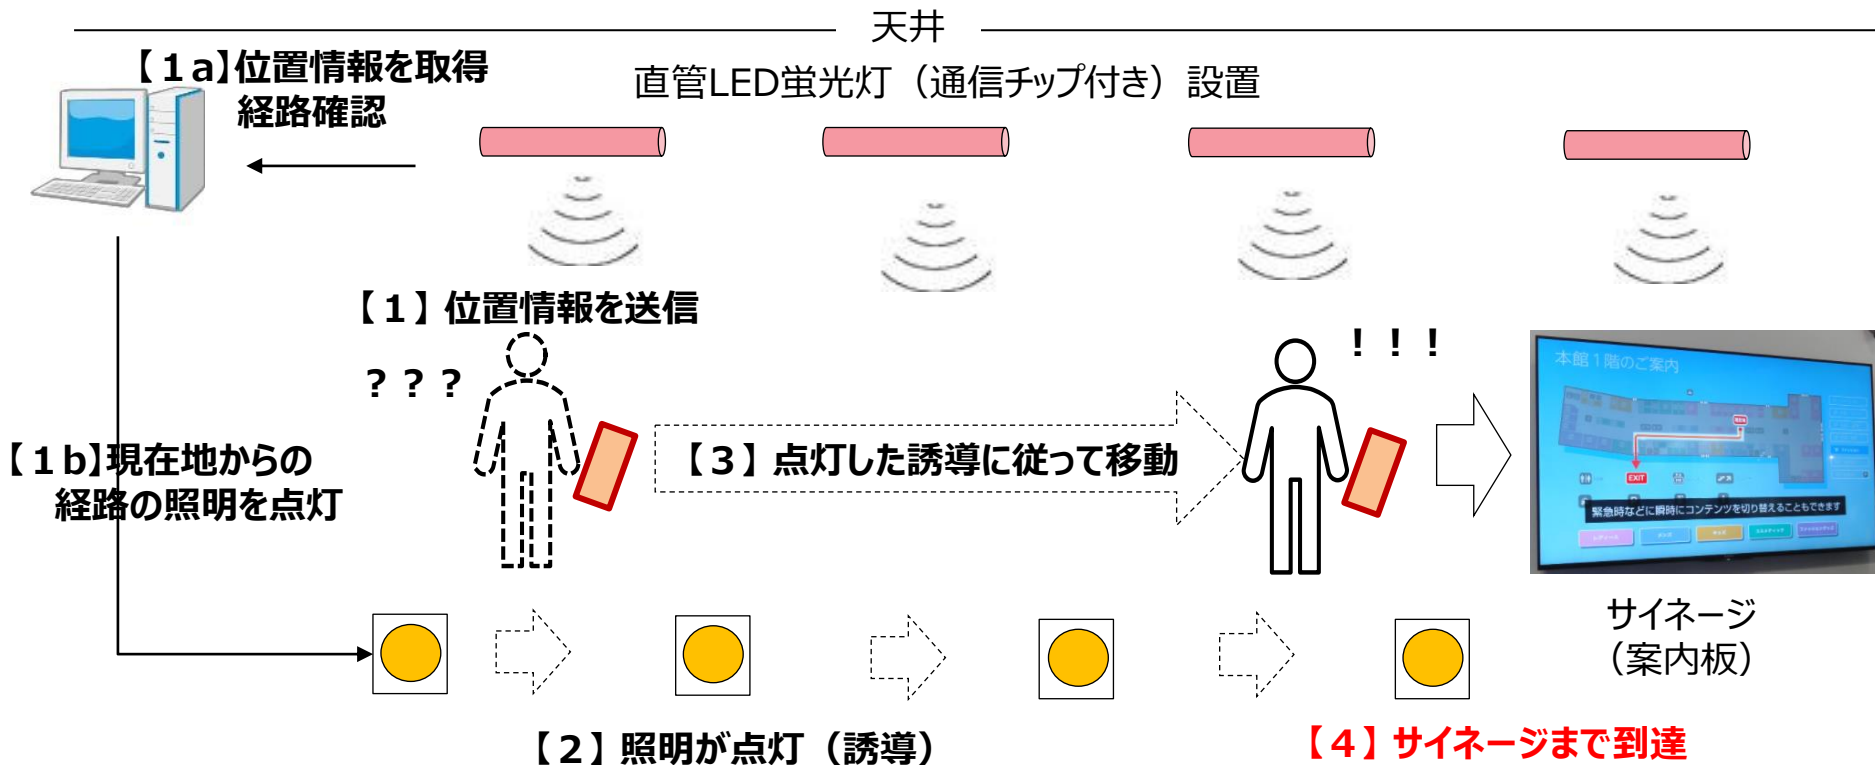 天井
【1a】位置情報を取得
経路確認
直管LED蛍光灯（通信チップ付き）設置
【1】位置情報を送信
？？？
！！！
【1b】現在地からの
経路の照明を点灯
【3】点灯した誘導に従って移動
本館1階のご案内
EXIT
緊急時などに瞬時にコンテンツを切り替えることもできます
サイネージ
（案内板）
【2】照明が点灯（誘導）
【4】サイネージまで到達